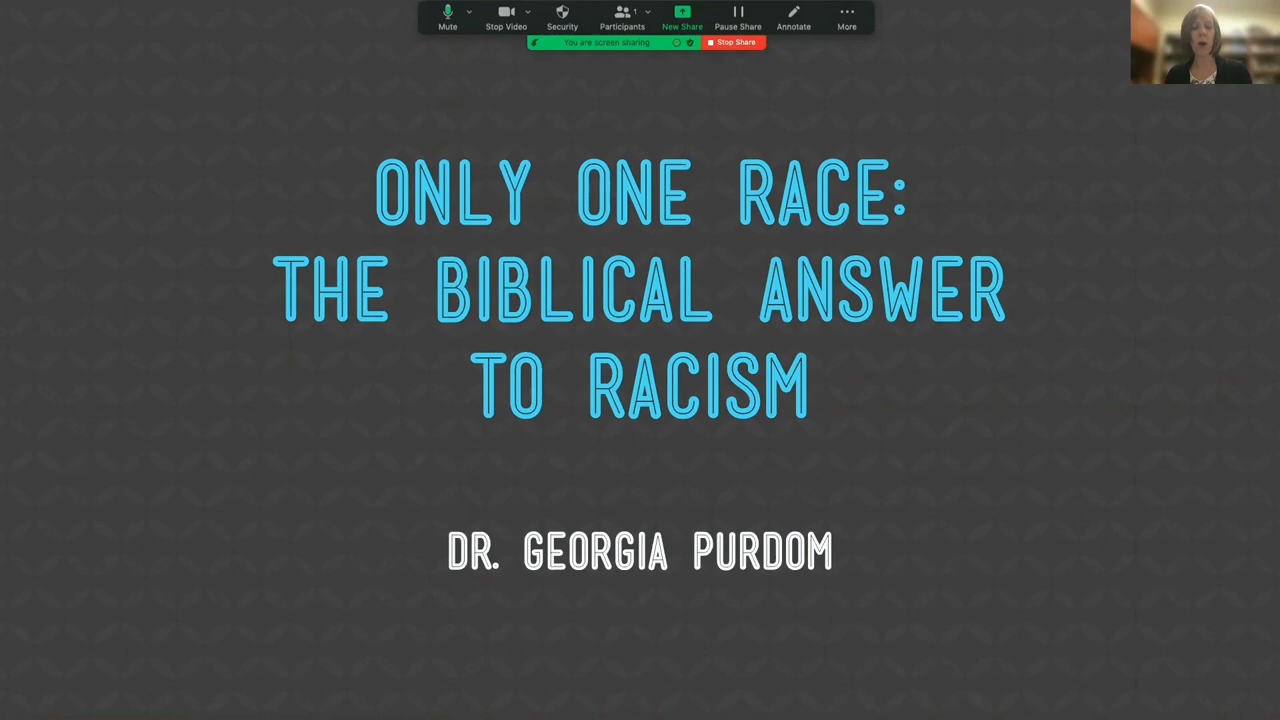 1
Mute
Stop Video
Security
Participants
New Share
Pause Share
Annotate
More
You are screen sharing
Stop Share
ONLY ONE RACE:
THE BIBLICAL ANSWER
TO RACISM
DR. GEORGIA PURDOM